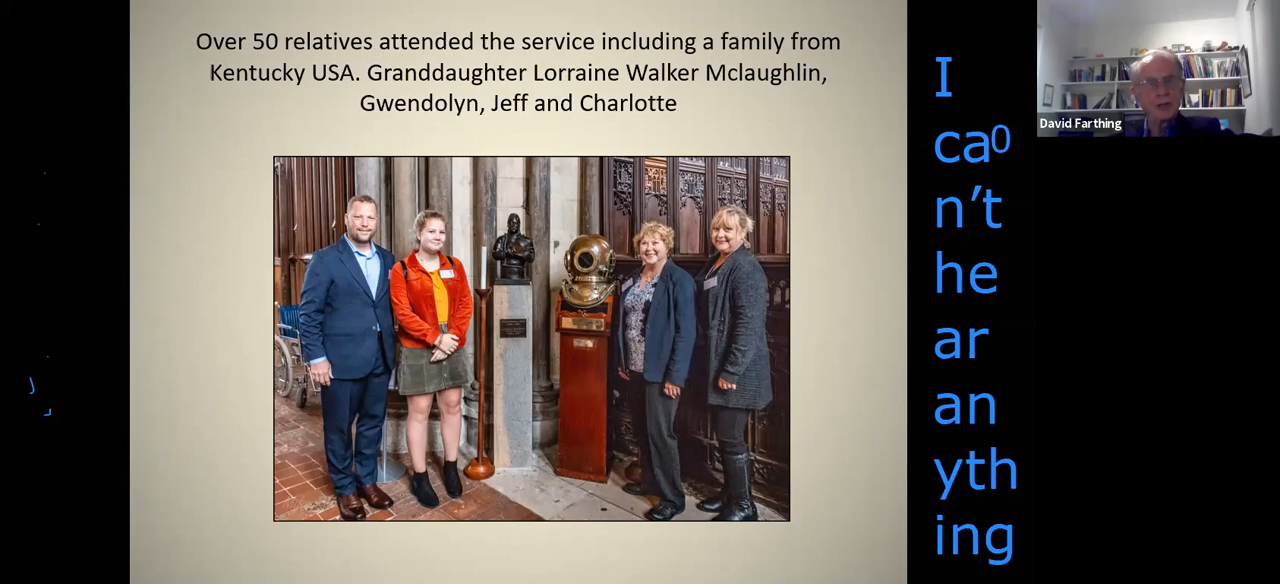 Over 50 relatives attended the service including a family from
Kentucky USA. Granddaughter Lorraine Walker Mclaughlin,
Gwendolyn, Jeff and Charlotte
I
ca0
n’t
he
ar
an
yth
ing
David Farthing